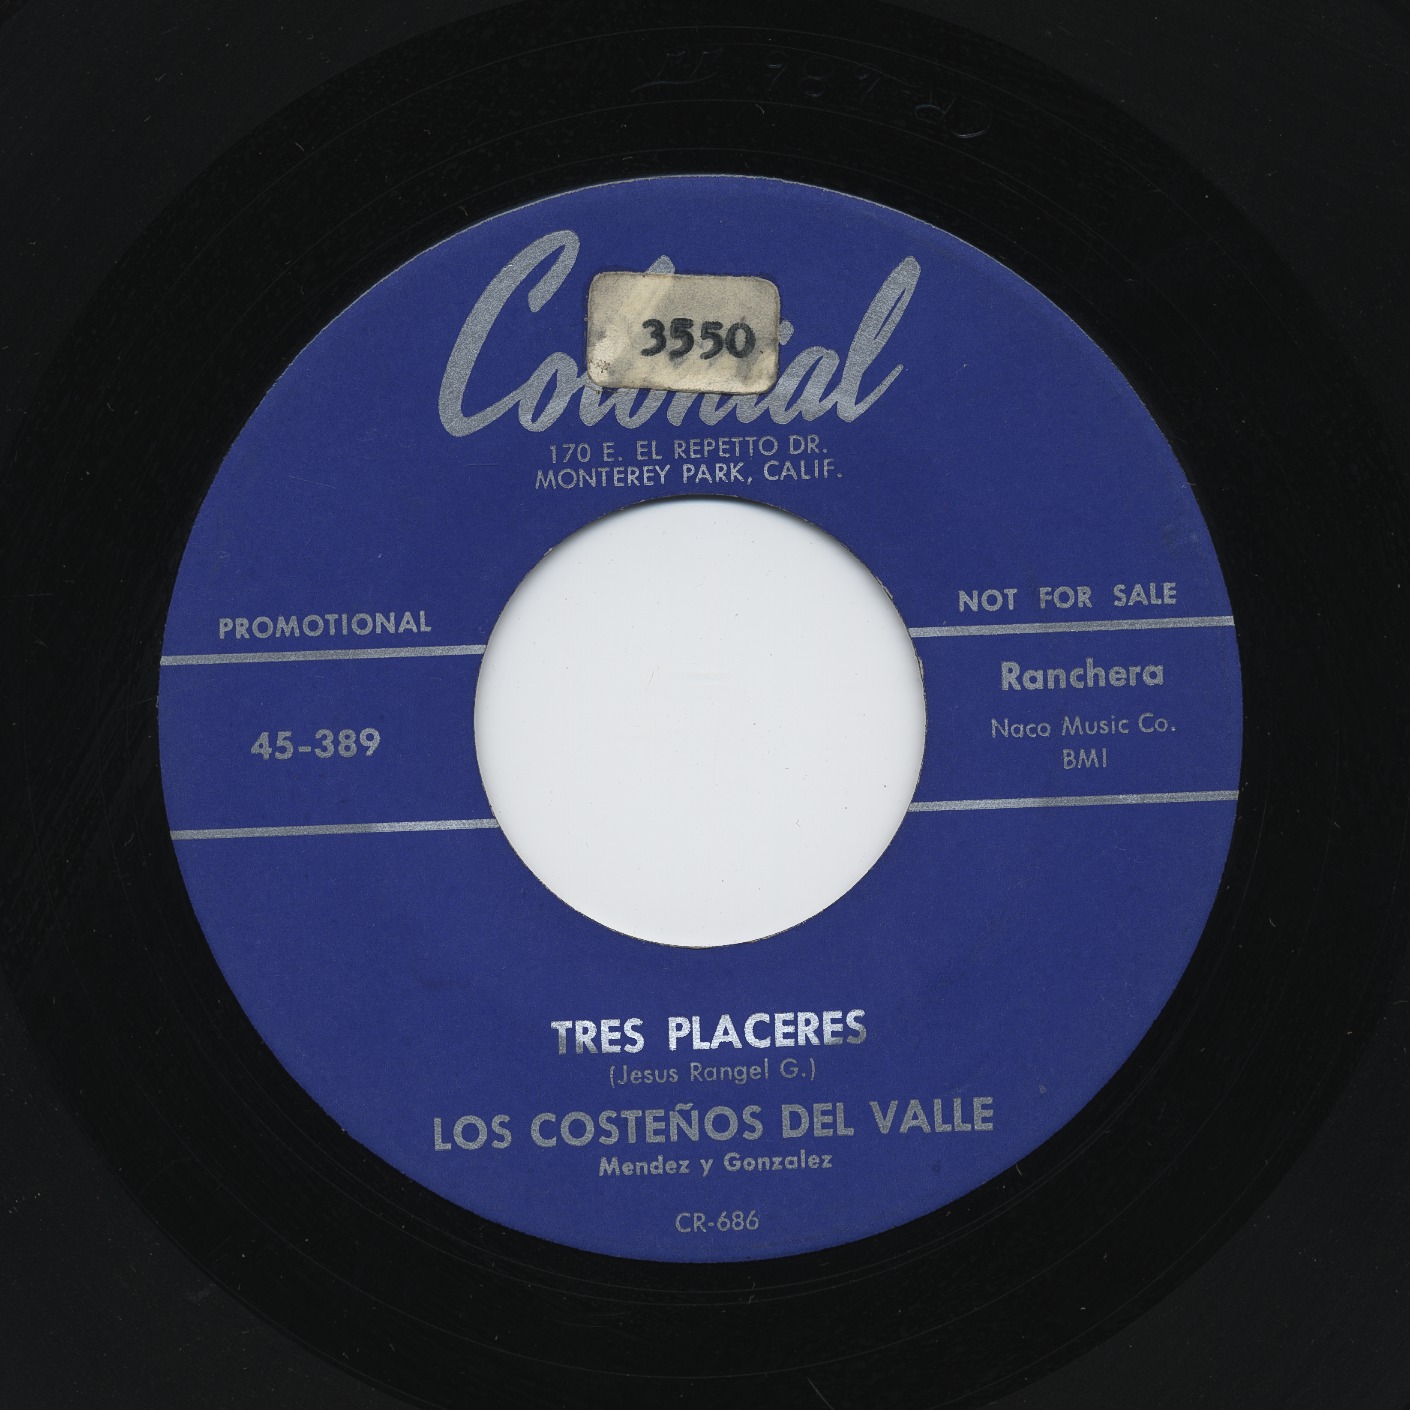 Colonial
3550
170 E. EL REPETTO DR.
MONTEREY PARK, CALIF.
PROMOTIONAL
NOT FOR SALE
45-389
Ranchera
Naco Music Co.
BMI
TRES PLACERES
(Jesus Rangel G.)
LOS COSTEÑOS DEL VALLE
Mendez y Gonzalez
CR-686